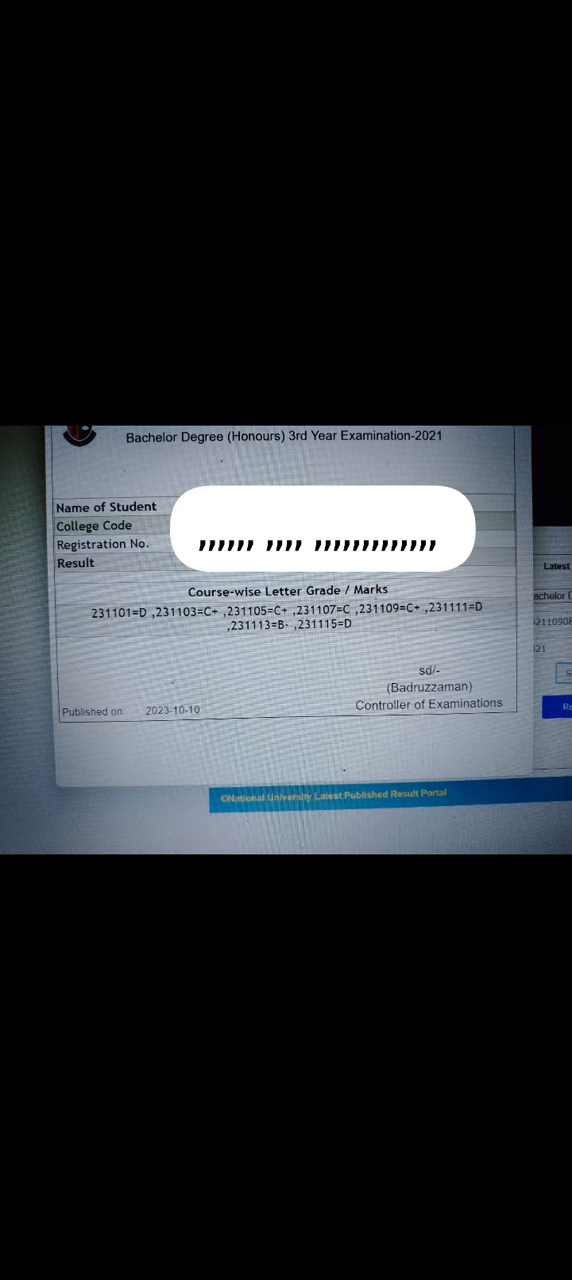 Bachelor Degree (Honours) 3rd Year Examination-2021
Name of Student
College Code
Registration No.
Result
,,,,,, ,,,, ,,,,,,,,,,,,,
Course-wise Letter Grade / Marks
231101=D ,231103=C+ ,231105=C+ ,231107=C ,231109=C+ ,231111=D
,231113=B- ,231115=D
sd/-
(Badruzzaman)
Controller of Examinations
Published on: 2023-10-10
©National University Latest Published Result Portal
Latest